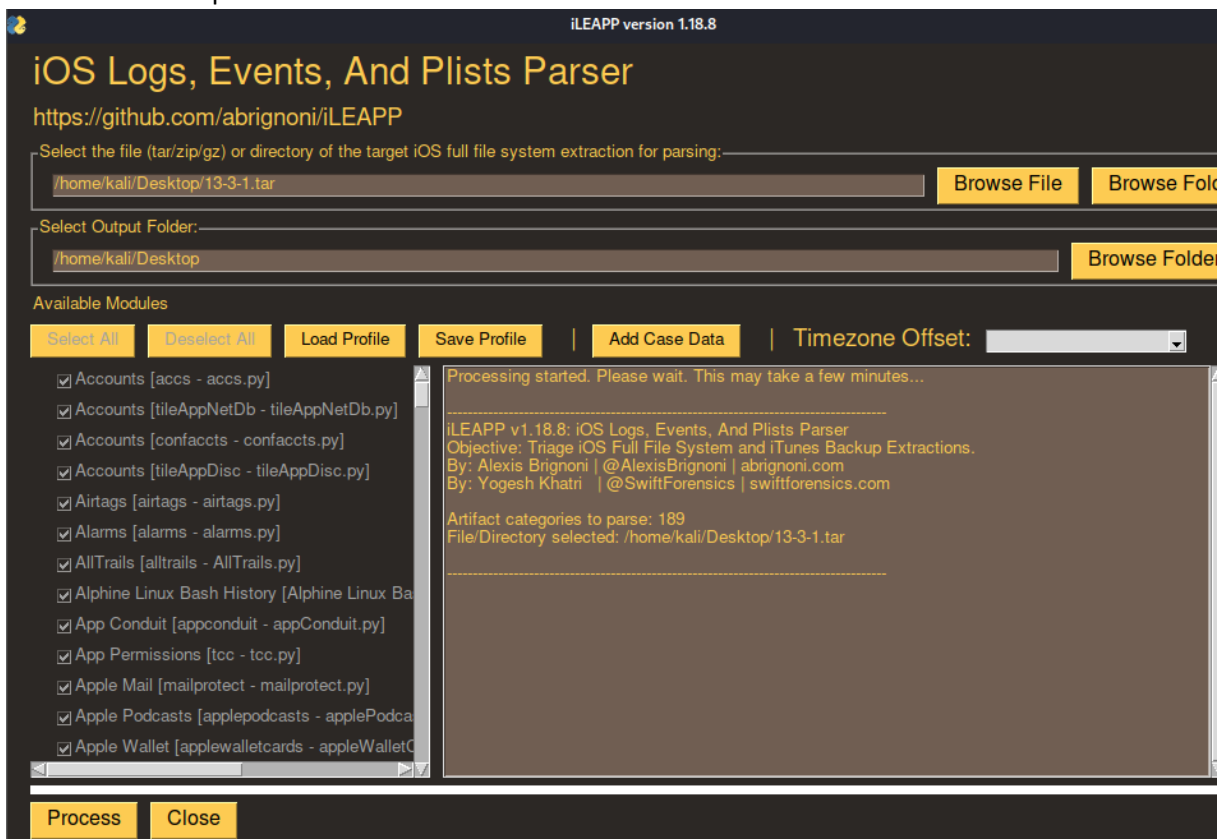 iLEAPP version 1.18.8
iOS Logs, Events, And Plists Parser
https://github.com/abrignoni/iLEAPP
Select the file (tar/zip/gz) or directory of the target iOS full file system extraction for parsing:
/home/kali/Desktop/13-3-1.tar
Browse File
Browse Fold
Select Output Folder:
/home/kali/Desktop
Browse Folder
Available Modules
Select All
Deselect All
Load Profile
Save Profile
|
Add Case Data
|
Timezone Offset:
Accounts [accs - accs.py]
Accounts [tileAppNetDb - tileAppNetDb.py]
Accounts [confaccts - confaccts.py]
Accounts [tileAppDisc - tileAppDisc.py]
Airtags [airtags - airtags.py]
Alarms [alarms - alarms.py]
AllTrails [alltrails - AllTrails.py]
Alphine Linux Bash History [Alphine Linux Ba
App Conduit [appconduit - appConduit.py]
App Permissions [tcc - tcc.py]
Apple Mail [mailprotect - mailprotect.py]
Apple Podcasts [applepodcasts - applePodca
Apple Wallet [applewalletcards - appleWalletC
Processing started. Please wait. This may take a few minutes...
---------------------------------------------------------------------------------------
iLEAPP v1.18.8: iOS Logs, Events, And Plists Parser
Objective: Triage iOS Full File System and iTunes Backup Extractions.
By: Alexis Brignoni | @AlexisBrignoni | abrignoni.com
By: Yogesh Khatri | @SwiftForensics | swiftforensics.com
Artifact categories to parse: 189
File/Directory selected: /home/kali/Desktop/13-3-1.tar
---------------------------------------------------------------------------------------
Process
Close